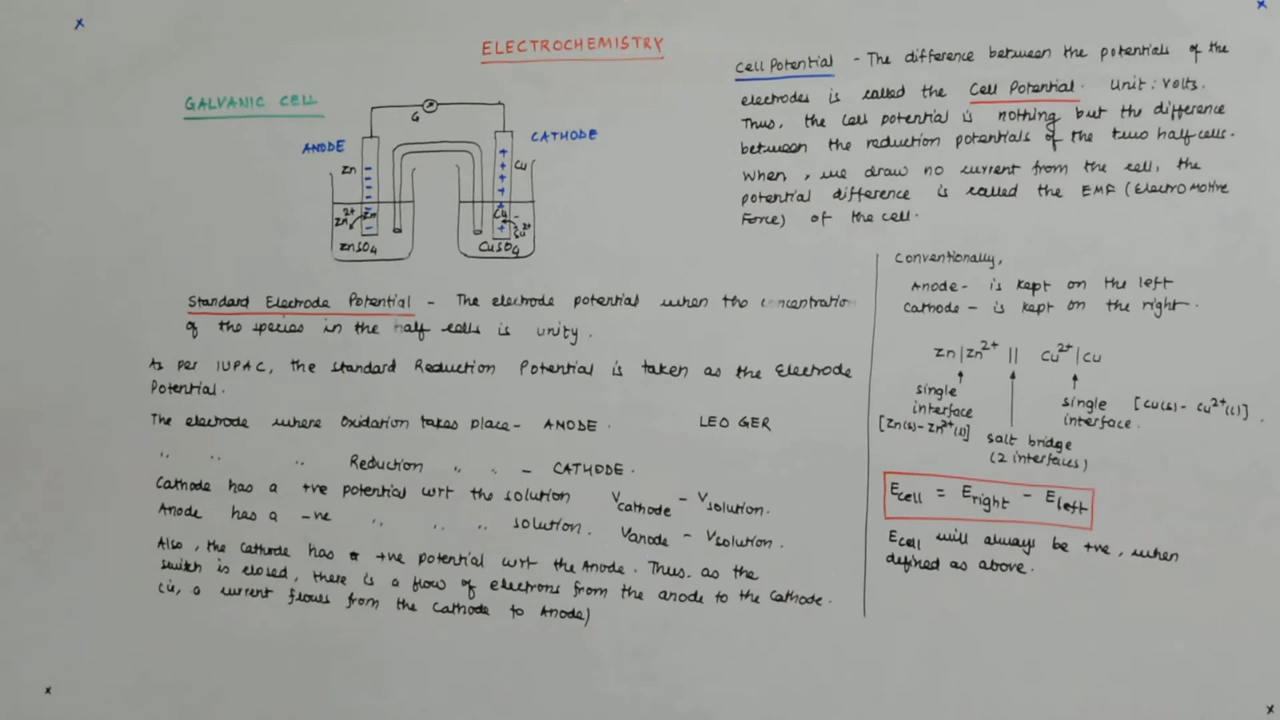 ELECTROCHEMISTRY
GALVANIC CELL
G
ANODE
CATHODE
Zn
Cu
Zn2+
Zn
Cu
Cu2+
ZnSO4
CuSO4
Standard Electrode Potential - The electrode potential when the concentration
of the species in the half cells is unity.
As per IUPAC, the Standard Reduction Potential is taken as the Electrode
Potential.
The electrode where Oxidation takes place - ANODE.
LEO GER
" " " Reduction " " - CATHODE.
Cathode has a +ve potential wrt the solution Vcathode - Vsolution.
Anode has a -ne " " " solution. Vanode - Vsolution.
Also, the cathode has a +ve potential wrt the Anode. Thus. as the
switch is closed, there is a flow of electrons from the anode to the cathode.
(ie, a current flows from the Cathode to Anode)
Cell Potential - The difference between the potentials of the
electrodes is called the Cell Potential. Unit: Volts.
Thus, the cell potential is nothing but the difference
between the reduction potentials of the two half cells.
When, we draw no current from the cell, the
potential difference is called the EMF (Electro Motive
Force) of the cell.
Conventionally,
Anode - is kept on the left
Cathode - is kept on the right.
Zn|Zn2+ || Cu2+|Cu
single
interface
[Zn(s)-Zn2+(l)]
salt bridge
(2 interfaces)
single
interface.
[Cu(s)-Cu2+(l)].
Ecell = Eright - Eleft
Ecell will always be +ve, when
defined as above.